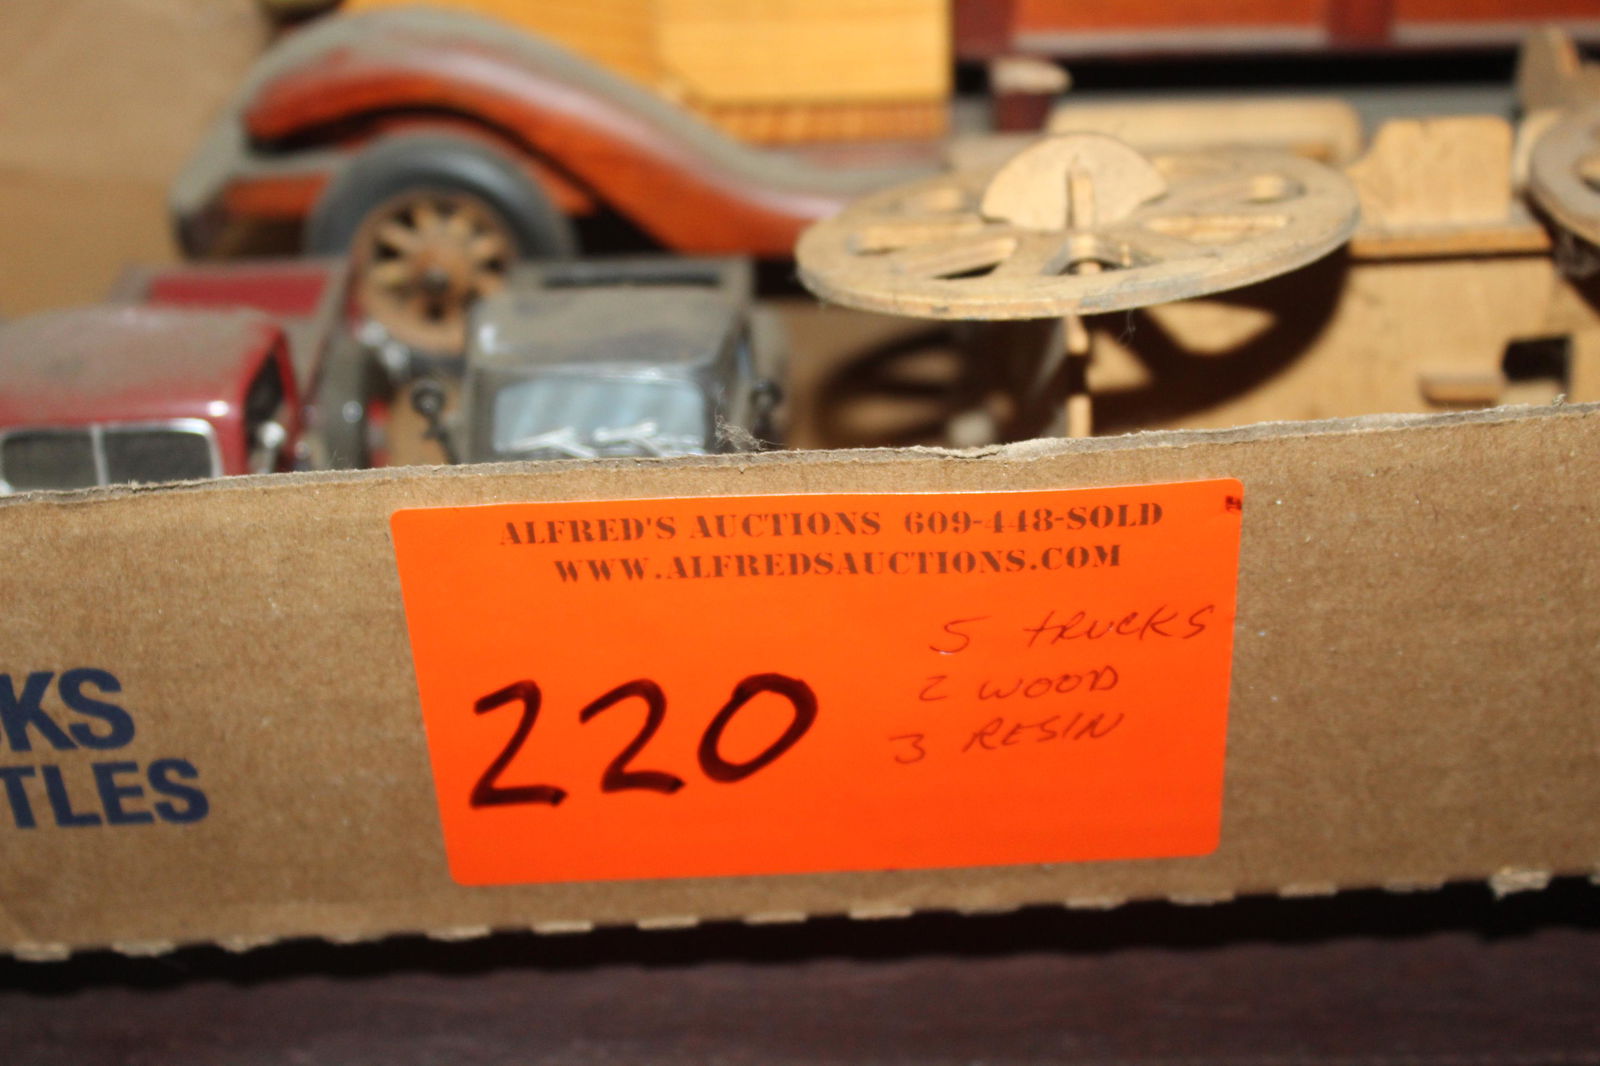 ALFRED'S AUCTIONS 609-448-SOLD
WWW.ALFREDSAUCTIONS.COM
220
5 TRUCKS
2 WOOD
3 RESIN
KS
TLES